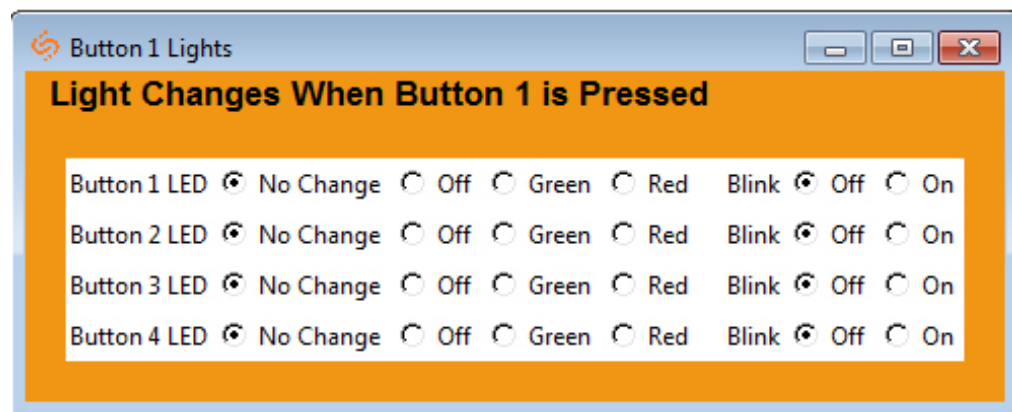 Button 1 Lights
Light Changes When Button 1 is Pressed
Button 1 LED No Change Off Green Red Blink Off On
Button 2 LED No Change Off Green Red Blink Off On
Button 3 LED No Change Off Green Red Blink Off On
Button 4 LED No Change Off Green Red Blink Off On